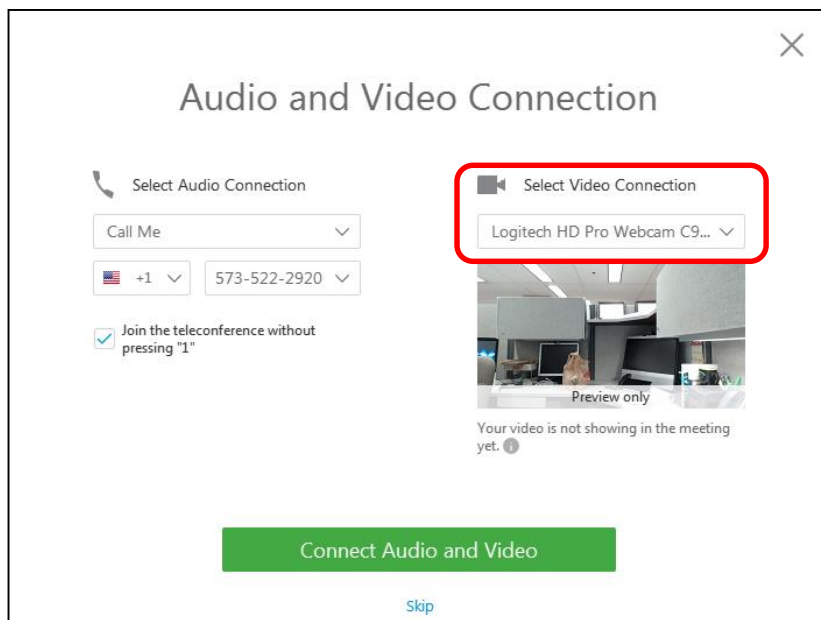 Audio and Video Connection
Select Audio Connection
Call Me
+1
573-522-2920
Join the teleconference without
pressing "1"
Select Video Connection
Logitech HD Pro Webcam C9...
Preview only
Your video is not showing in the meeting
yet.
Connect Audio and Video
Skip